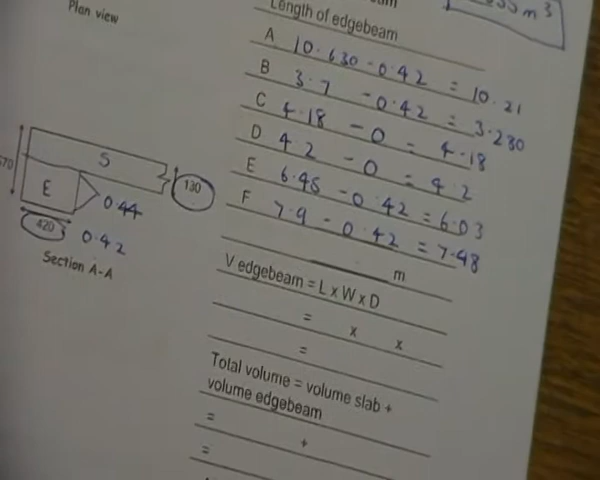 Plan view
m³
Length of edgebeam
A 10.630 - 0.42 = 10.21
B 3.7 - 0.42 = 3.280
C 4.18 - 0 = 4.18
D 4.2 - 0 = 4.2
E 6.45 - 0.42 = 6.03
F 7.9 - 0.42 = 7.48
m
S
E
130
0.44
420
0.42
Section A-A
V edgebeam = L x W x D
= x x
=
Total volume = volume slab +
volume edgebeam
= +
=